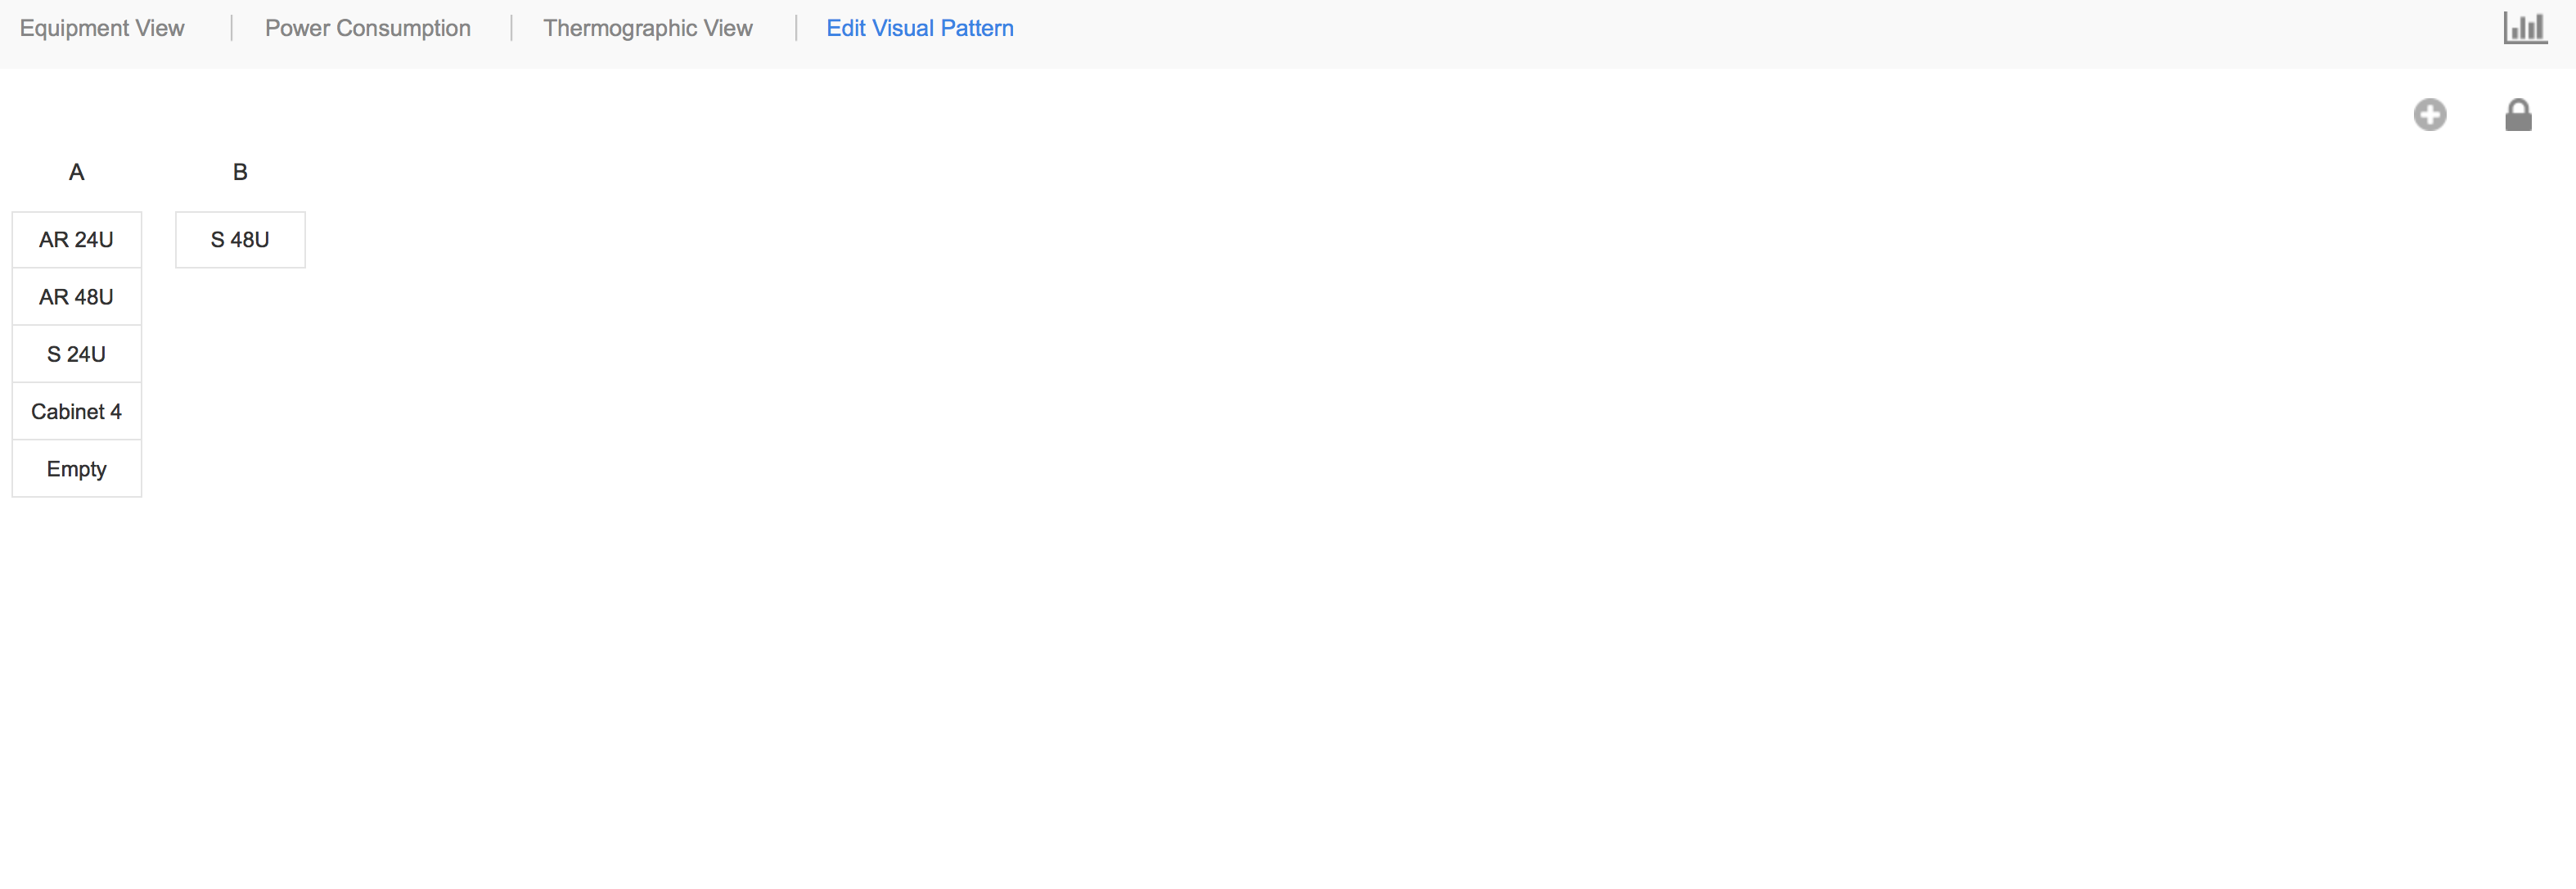 Equipment View | Power Consumption | Thermographic View | Edit Visual Pattern
A B
AR 24U S 48U
AR 48U
S 24U
Cabinet 4
Empty